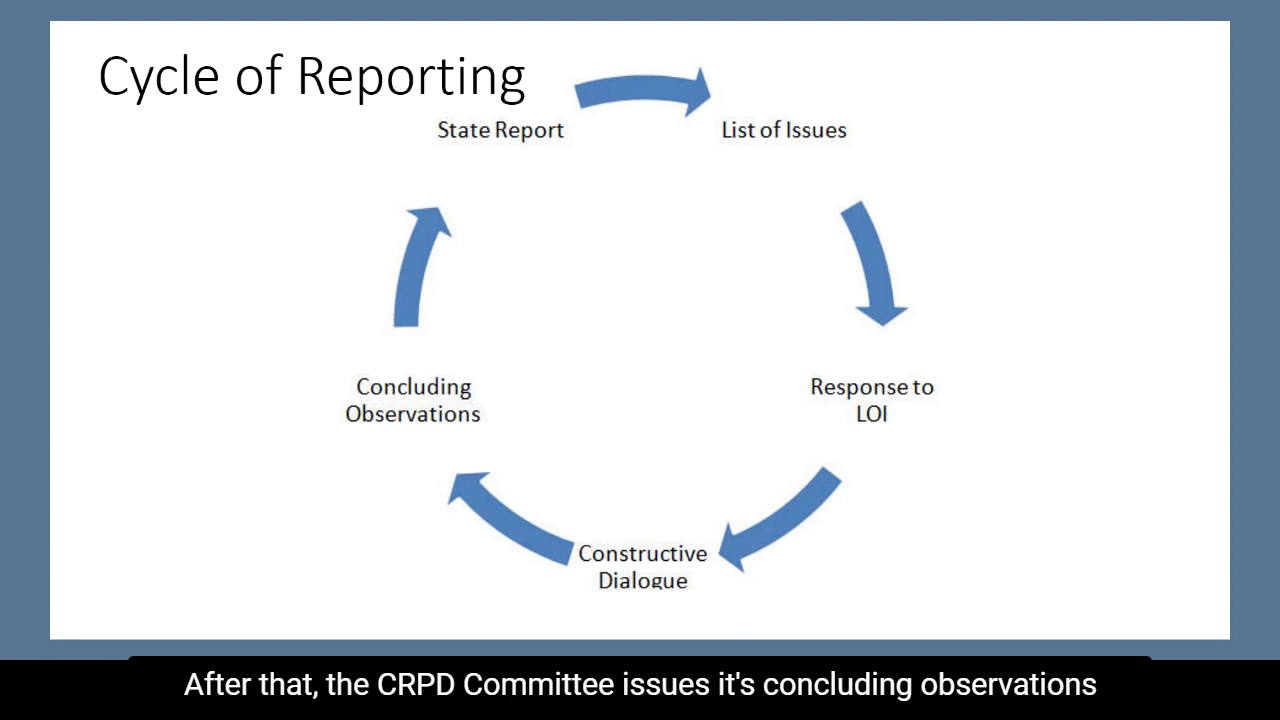 Cycle of Reporting
State Report
List of Issues
Response to
LOI
Constructive
Dialogue
Concluding
Observations
After that, the CRPD Committee issues it's concluding observations